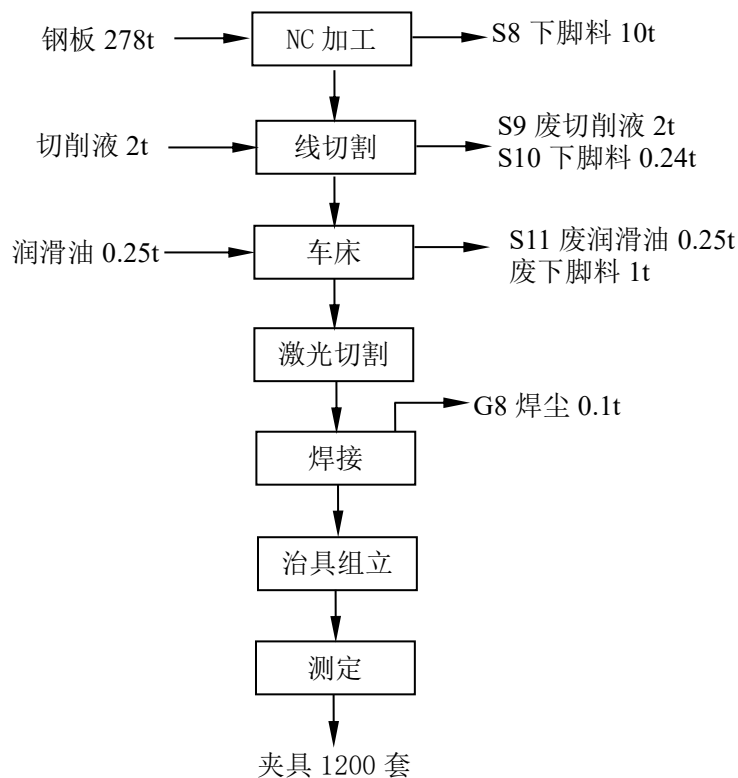 钢板 278t
NC 加工
S8 下脚料 10t
切削液 2t
线切割
S9 废切削液 2t
S10 下脚料 0.24t
润滑油 0.25t
车床
S11 废润滑油 0.25t
废下脚料 1t
激光切割
G8 焊尘 0.1t
焊接
治具组立
测定
夹具 1200 套